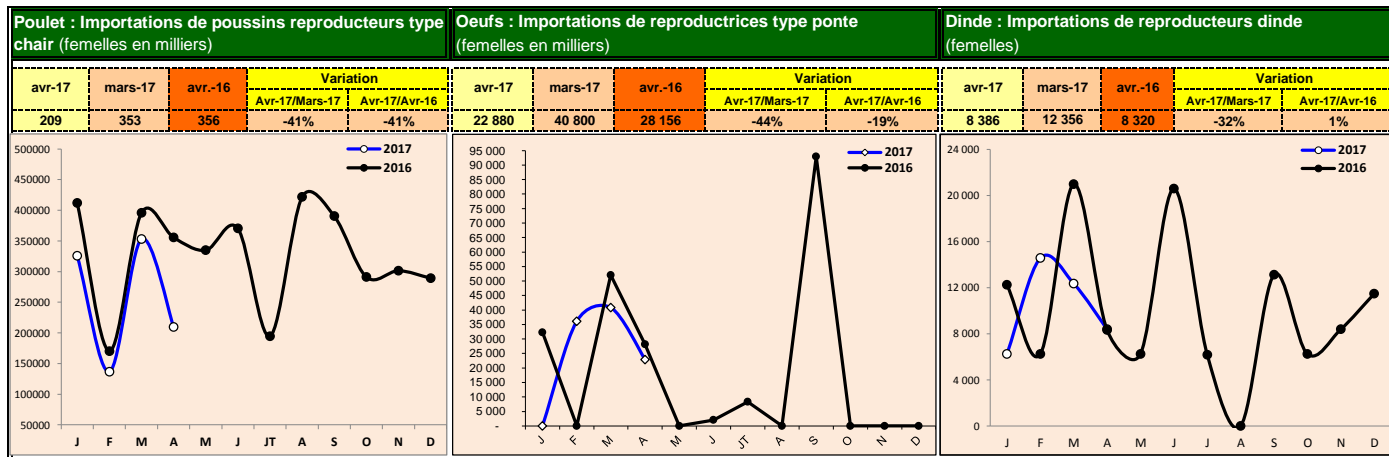 Poulet : Importations de poussins reproducteurs type
chair (femelles en milliers)
avr-17 mars-17 avr.-16 Variation
Avr-17/Mars-17 Avr-17/Avr-16
209 353 356 -41% -41%
2017
2016
500000
450000
400000
350000
300000
250000
200000
150000
100000
50000
J F M A M J JT A S O N D
Oeufs : Importations de reproductrices type ponte
(femelles en milliers)
avr-17 mars-17 avr.-16 Variation
Avr-17/Mars-17 Avr-17/Avr-16
22 880 40 800 28 156 -44% -19%
2017
2016
95 000
90 000
85 000
80 000
75 000
70 000
65 000
60 000
55 000
50 000
45 000
40 000
35 000
30 000
25 000
20 000
15 000
10 000
5 000
-
J F M A M J JT A S O N D
Dinde : Importations de reproducteurs dinde
(femelles)
avr-17 mars-17 avr.-16 Variation
Avr-17/Mars-17 Avr-17/Avr-16
8 386 12 356 8 320 -32% 1%
2017
2016
24 000
20 000
16 000
12 000
8 000
4 000
0
J F M A M J J A S O N D